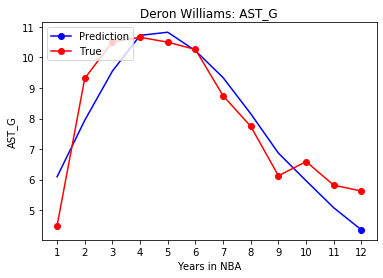 Deron Williams: AST_G
Prediction
True
11
10
9
8
7
6
5
AST_G
1 2 3 4 5 6 7 8 9 10 11 12
Years in NBA